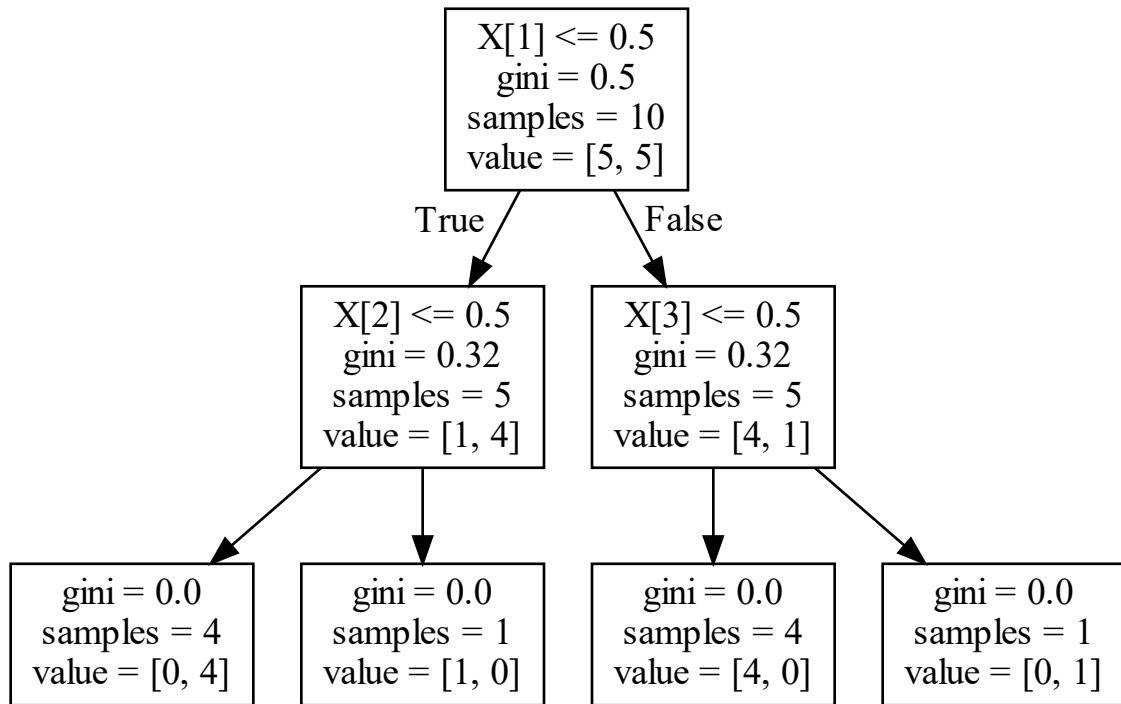 X[1] <= 0.5
gini = 0.5
samples = 10
value = [5, 5]
True
False
X[2] <= 0.5
gini = 0.32
samples = 5
value = [1, 4]
X[3] <= 0.5
gini = 0.32
samples = 5
value = [4, 1]
gini = 0.0
samples = 4
value = [0, 4]
gini = 0.0
samples = 1
value = [1, 0]
gini = 0.0
samples = 4
value = [4, 0]
gini = 0.0
samples = 1
value = [0, 1]